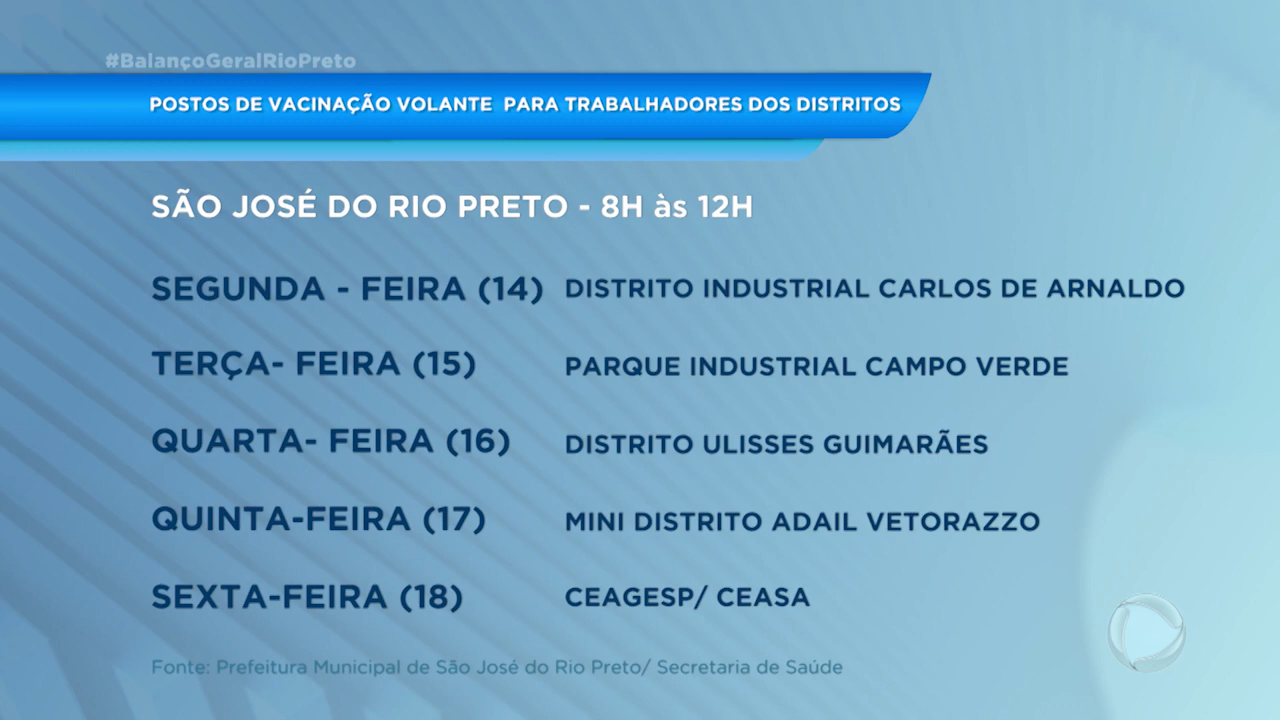 #BalançoGeralRioPreto
POSTOS DE VACINAÇÃO VOLANTE PARA TRABALHADORES DOS DISTRITOS
SÃO JOSÉ DO RIO PRETO - 8H às 12H
SEGUNDA - FEIRA (14) DISTRITO INDUSTRIAL CARLOS DE ARNALDO
TERÇA- FEIRA (15) PARQUE INDUSTRIAL CAMPO VERDE
QUARTA- FEIRA (16) DISTRITO ULISSES GUIMARÃES
QUINTA-FEIRA (17) MINI DISTRITO ADAIL VETORAZZO
SEXTA-FEIRA (18) CEAGESP/ CEASA
Fonte: Prefeitura Municipal de São José do Rio Preto/ Secretaria de Saúde